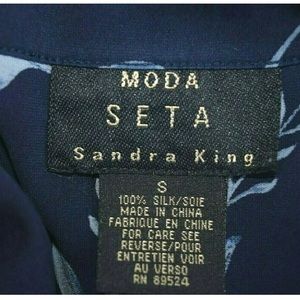 MODA
SETA
Sandra King
S
100% SILK/SOIE
MADE IN CHINA
FABRIQUE EN CHINE
FOR CARE SEE
REVERSE/POUR
ENTRETIEN VOIR
AU VERSO
RN 89524